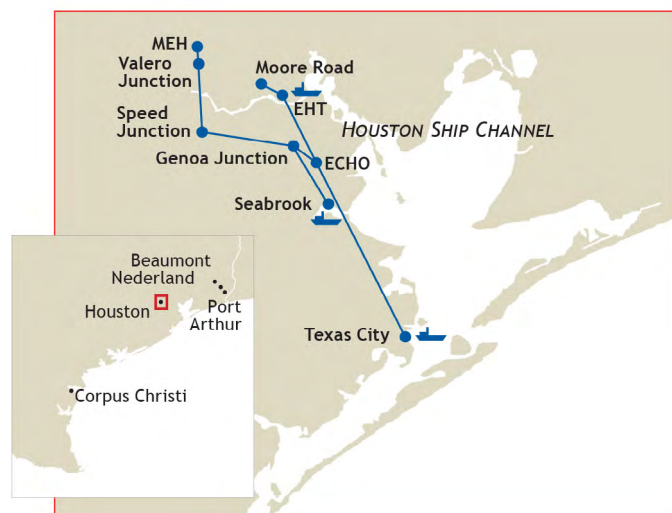 MEH
Valero
Junction
Moore Road
EHT
Speed
Junction
HOUSTON SHIP CHANNEL
Genoa Junction
ECHO
Seabrook
Beaumont
Nederland
Houston
Port
Arthur
Texas City
Corpus Christi